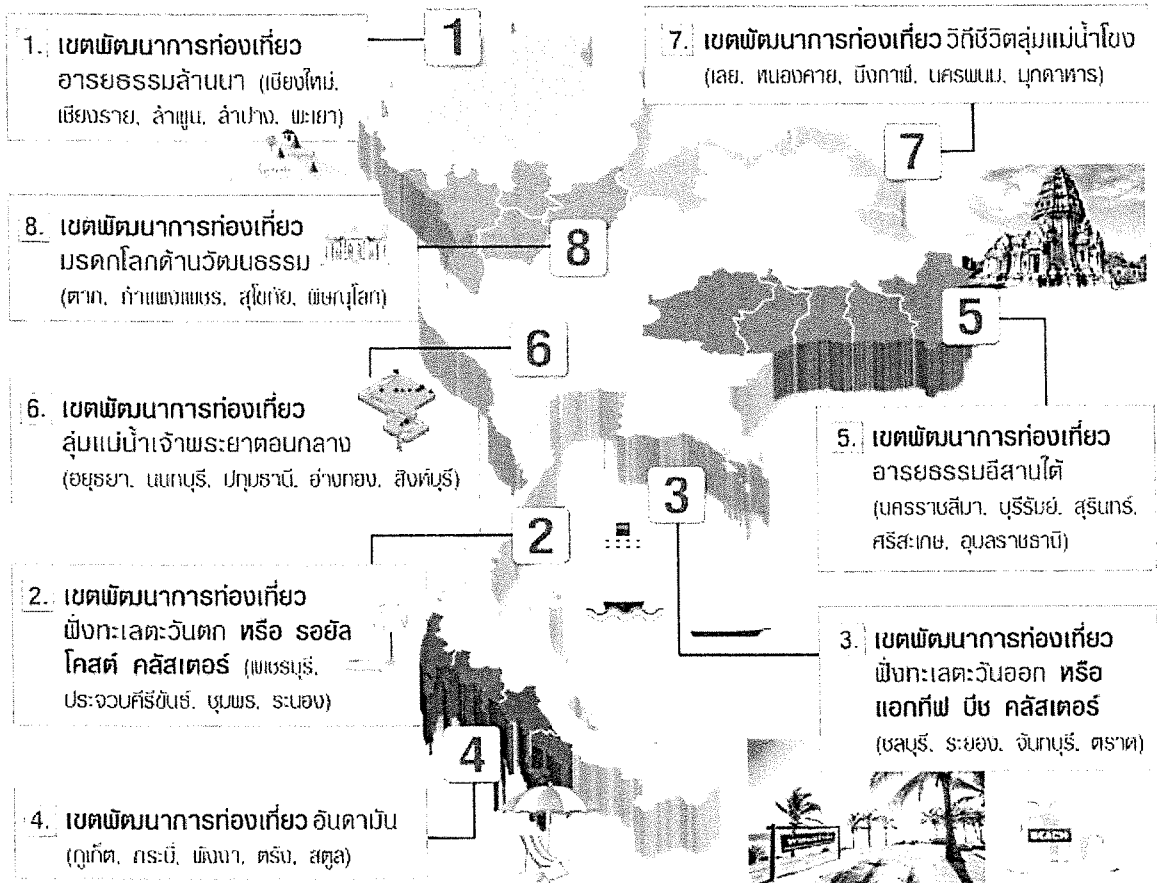 1. เขตพัฒนาการท่องเที่ยว
อารยธรรมล้านนา (เชียงใหม่,
เชียงราย, ลำพูน, ลำปาง, พะเยา)
1
7. เขตพัฒนาการท่องเที่ยว วิถีชีวิตลุ่มแม่น้ำโขง
(เลย, หนองคาย, บึงกาฬ, นครพนม, มุกดาหาร)
7
8. เขตพัฒนาการท่องเที่ยว
มรดกโลกด้านวัฒนธรรม
(ตาก, กำแพงเพชร, สุโขทัย, พิษณุโลก)
8
6. เขตพัฒนาการท่องเที่ยว
ลุ่มแม่น้ำเจ้าพระยาตอนกลาง
(อยุธยา, นนทบุรี, ปทุมธานี, อ่างทอง, สิงห์บุรี)
6
5
5. เขตพัฒนาการท่องเที่ยว
อารยธรรมอีสานใต้
(นครราชสีมา, บุรีรัมย์, สุรินทร์,
ศรีสะเกษ, อุบลราชธานี)
2
2. เขตพัฒนาการท่องเที่ยว
ฝั่งทะเลตะวันตก หรือ รอยัล
โคสต์ คลัสเตอร์ (เพชรบุรี,
ประจวบคีรีขันธ์, ชุมพร, ระนอง)
3
3. เขตพัฒนาการท่องเที่ยว
ฝั่งทะเลตะวันออก หรือ
แอกทีฟ บีช คลัสเตอร์
(ชลบุรี, ระยอง, จันทบุรี, ตราด)
4
4. เขตพัฒนาการท่องเที่ยว อันดามัน
(ภูเก็ต, กระบี่, พังงา, ตรัง, สตูล)